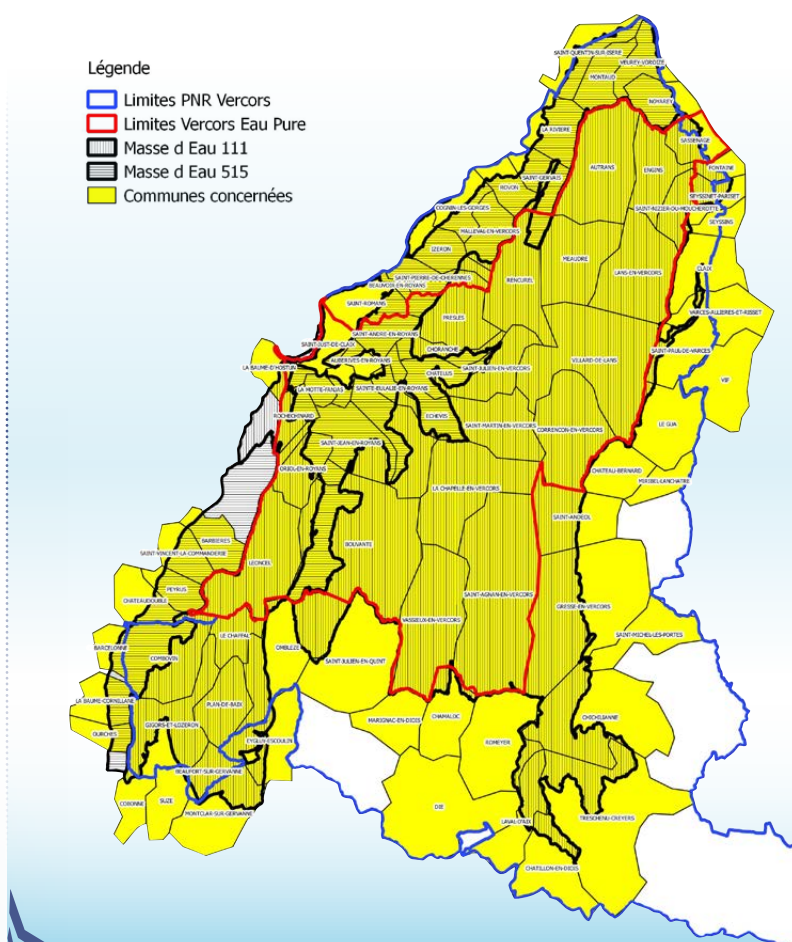 Légende
Limites PNR Vercors
Limites Vercors Eau Pure
Masse d Eau 111
Masse d Eau 515
Communes concernées
SAINT-QUENTIN-SUR-ISERE
VEUREY-VOROIZE
MONTAUD
NOYAREY
LA RIVIERE
SASSENAGE
AUTRANS
ENGINS
FONTAINE
SAINT-GERVAIS
ROVON
SEYSSINET-PARISET
COGNIN-LES-GORGES
SAINT-NIZIER-DU-MOUCHEROTTE
SEYSSINS
MALLEVAL-EN-VERCORS
IZERON
MEAUDRE
LANS-EN-VERCORS
CLAIX
SAINT-PIERRE-DE-CHERENNES
RENCUREL
BEAUVOIR-EN-ROYANS
SAINT-ROMANS
VARCES-ALLIERES-ET-RISSET
PRESLES
SAINT-ANDRE-EN-ROYANS
SAINT-JUST-DE-CLAIX
CHORANCHE
SAINT-PAUL-DE-VARCES
AUBERIVES-EN-ROYANS
VILLARD-DE-LANS
LA BAUME-D'HOSTUN
CHATELUS
SAINT-JULIEN-EN-VERCORS
VIF
LA MOTTE-FANJAS
SAINTE-EULALIE-EN-ROYANS
ROCHECHINARD
ECHEVIS
SAINT-MARTIN-EN-VERCORS
LE GUA
CORRENCON-EN-VERCORS
SAINT-JEAN-EN-ROYANS
ORIOL-EN-ROYANS
CHATEAU-BERNARD
MIRIBEL-LANCHATRE
LA CHAPELLE-EN-VERCORS
SAINT-ANDEOL
BARBIERES
BOUVANTE
SAINT-VINCENT-LA-COMMANDERIE
LEONCEL
PEYRUS
SAINT-AGNAN-EN-VERCORS
CHATEAUDOUBLE
GRESSE-EN-VERCORS
VASSIEUX-EN-VERCORS
LE CHAFFAL
SAINT-MICHEL-LES-PORTES
BARCELONNE
OMBLEZE
COMBOVIN
SAINT-JULIEN-EN-QUINT
LA BAUME-CORNILLANE
PLAN-DE-BAIX
MARIGNAC-EN-DIOIS
CHAMALOC
CHICHILIANNE
GIGORS-ET-LOZERON
OURCHES
EYGLUY-ESCOULIN
ROMEYER
BEAUFORT-SUR-GERVANNE
COBONNE
SUZE
DIE
MONTCLAR-SUR-GERVANNE
TRESCHENU-CREYERS
LAVAL-D'AIX
CHATILLON-EN-DIOIS